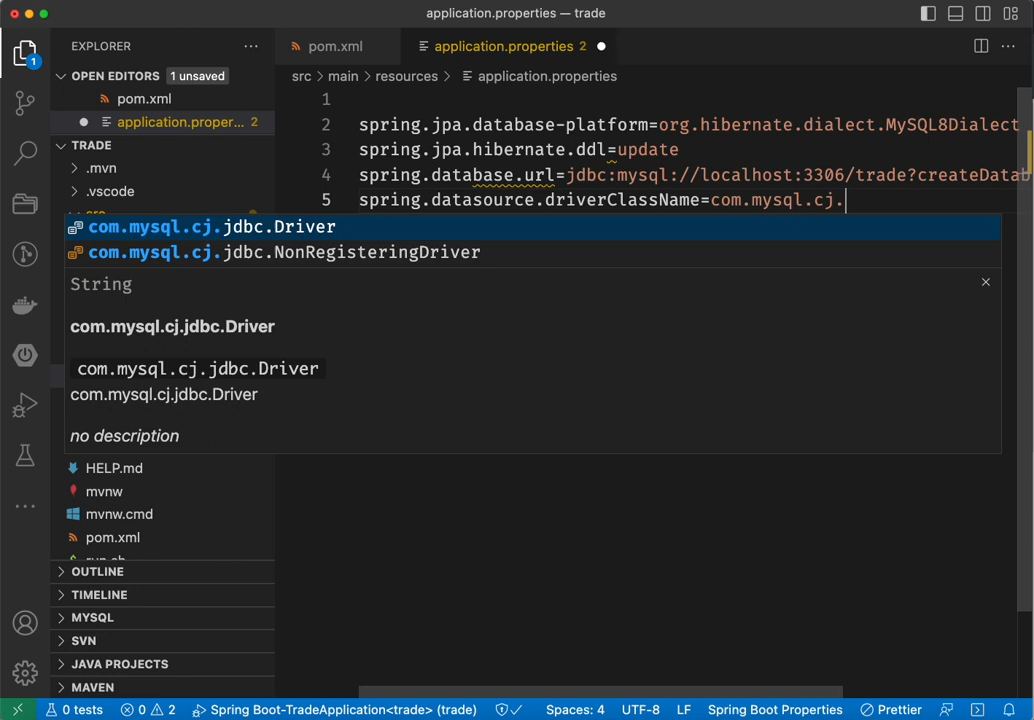 application.properties — trade
EXPLORER
pom.xml
application.properties 2
OPEN EDITORS 1 unsaved
src > main > resources > application.properties
pom.xml
1
application.proper... 2
2 spring.jpa.database-platform=org.hibernate.dialect.MySQL8Dialect
TRADE
3 spring.jpa.hibernate.ddl=update
.mvn
4 spring.database.url=jdbc:mysql://localhost:3306/trade?createDatab
.vscode
5 spring.datasource.driverClassName=com.mysql.cj.
com.mysql.cj.jdbc.Driver
com.mysql.cj.jdbc.NonRegisteringDriver
String
com.mysql.cj.jdbc.Driver
com.mysql.cj.jdbc.Driver
com.mysql.cj.jdbc.Driver
no description
HELP.md
mvnw
mvnw.cmd
pom.xml
OUTLINE
TIMELINE
MYSQL
SVN
JAVA PROJECTS
MAVEN
0 tests 0 2 Spring Boot-TradeApplication<trade> (trade) Spaces: 4 UTF-8 LF Spring Boot Properties Prettier
1